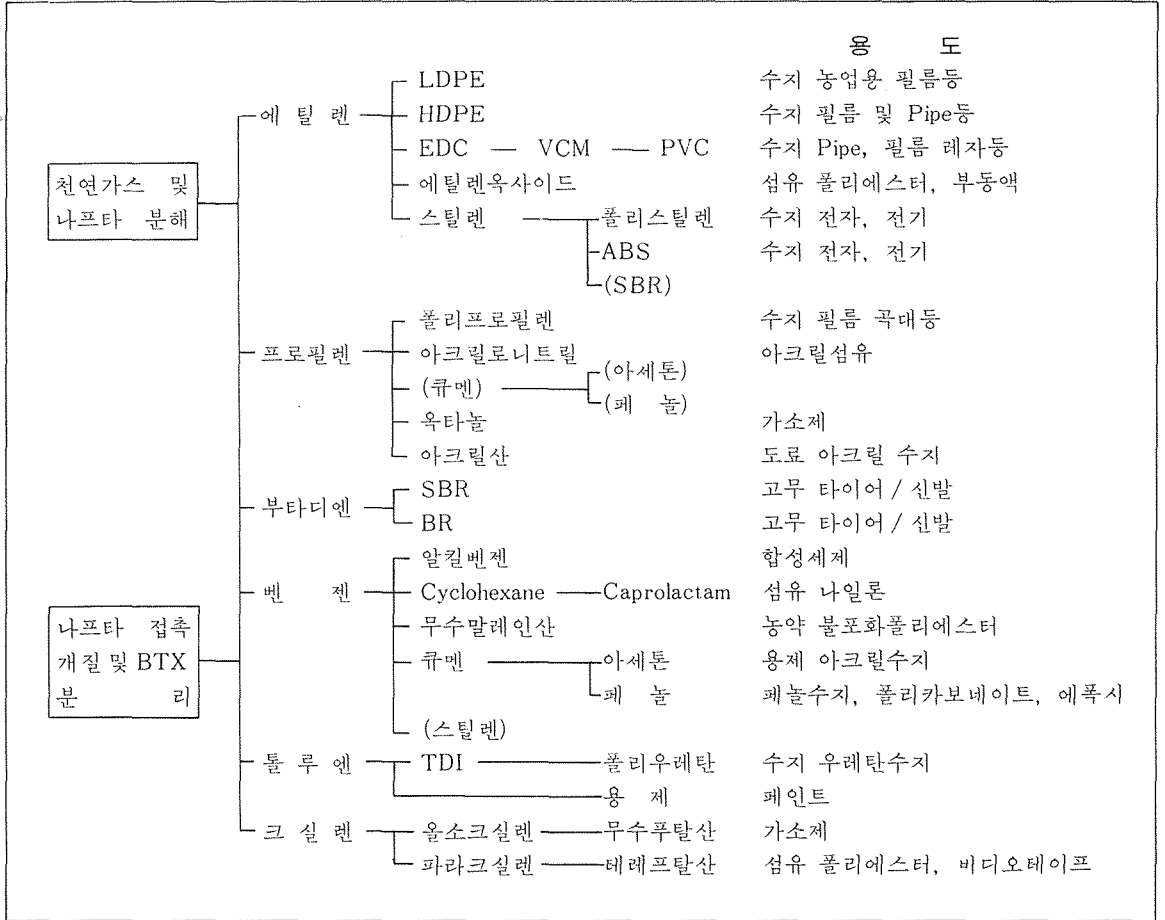 용 도
LDPE 수지 농업용 필름등
에 틸 렌 HDPE 수지 필름 및 Pipe등
EDC VCM PVC 수지 Pipe, 필름 레자등
천연가스 및
나프타 분해
에틸렌옥사이드 섬유 폴리에스터, 부동액
스틸렌 폴리스틸렌 수지 전자, 전기
ABS 수지 전자, 전기
(SBR)
폴리프로필렌 수지 필름 곡대등
프로필렌 아크릴로니트릴 아크릴섬유
(큐멘) (아세톤)
(페 놀)
옥타놀 가소제
아크릴산 도료 아크릴 수지
부타디엔 SBR 고무 타이어 / 신발
BR 고무 타이어 / 신발
알킬벤젠 합성세제
벤 젠 Cyclohexane Caprolactam 섬유 나일론
나프타 접촉
개질 및 BTX
분 리
무수말레인산 농약 불포화폴리에스터
큐멘 아세톤 용제 아크릴수지
페 놀 페놀수지, 폴리카보네이트, 에폭시
(스틸렌)
톨 루 엔 TDI 폴리우레탄 수지 우레탄수지
용 제 페인트
크 실 렌 올소크실렌 무수푸탈산 가소제
파라크실렌 테레프탈산 섬유 폴리에스터, 비디오테이프